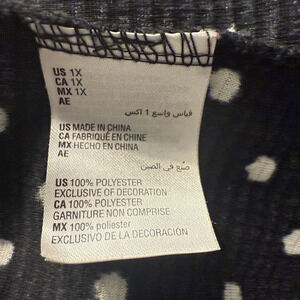 US 1X
CA 1X
MX 1X
AE
قياس واسع 1 اكس
US MADE IN CHINA
CA FABRIQUÉ EN CHINE
MX HECHO EN CHINA
AE
صنع في الصين
US 100% POLYESTER
EXCLUSIVE OF DECORATION
CA 100% POLYESTER
GARNITURE NON COMPRISE
MX 100% poliester
EXCLUSIVO DE LA DECORACIÓN